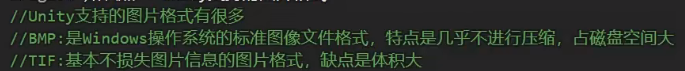 //Unity支持的图片格式有很多
//BMP:是Windows操作系统的标准图像文件格式，特点是几乎不进行压缩，占磁盘空间大
//TIF:基本不损失图片信息的图片格式，缺点是体积大